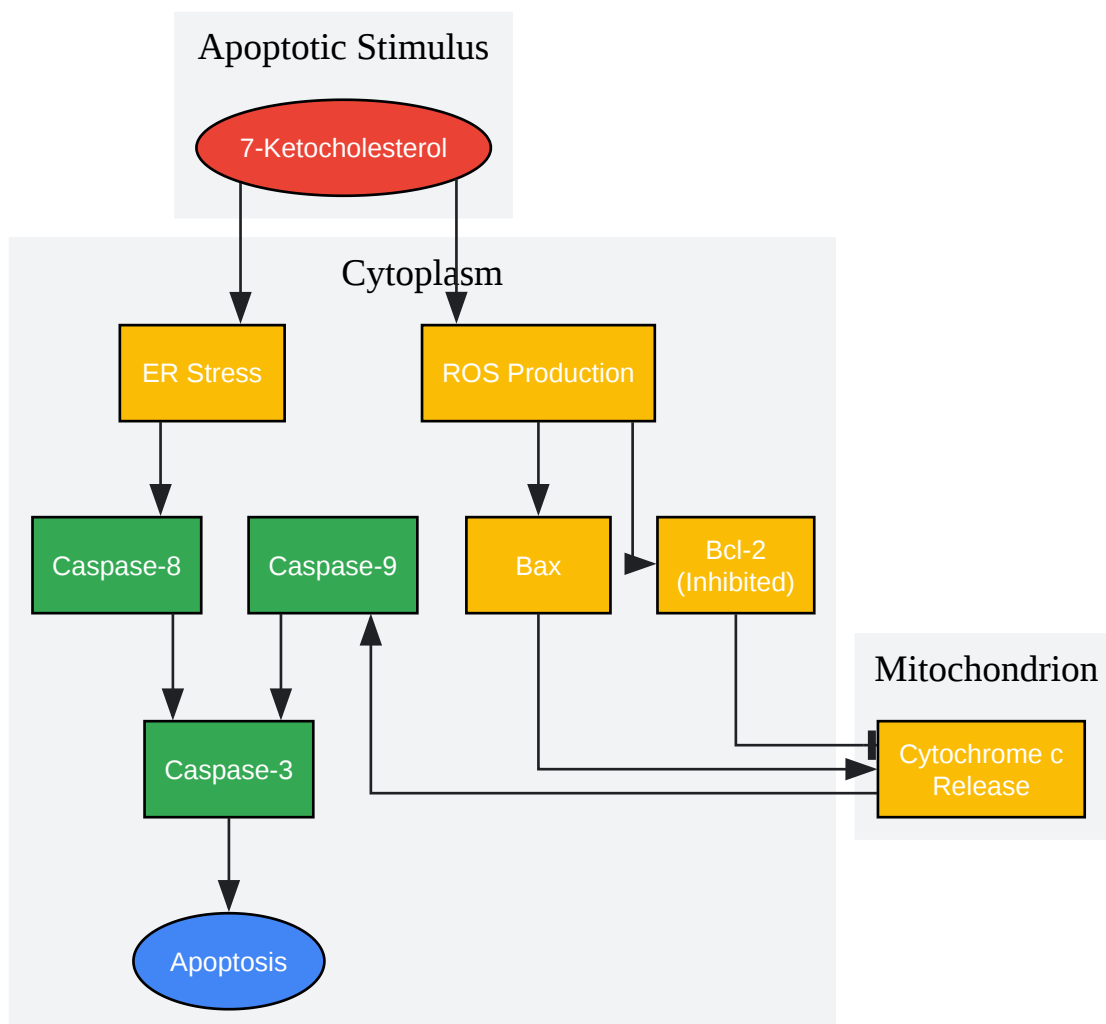 Apoptotic Stimulus
7-Ketocholesterol
Cytoplasm
ER Stress
ROS Production
Caspase-8
Caspase-9
Bax
Bcl-2
(Inhibited)
Mitochondrion
Caspase-3
Cytochrome c
Release
Apoptosis